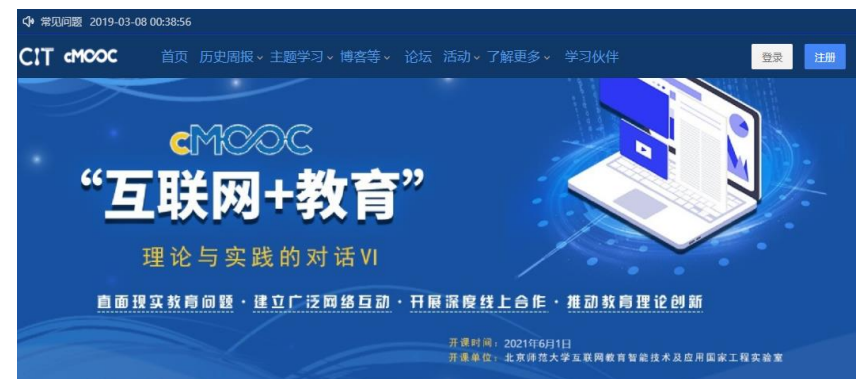 常见问题 2019-03-08 00:38:56
CIT cMOOC 首页 历史周报 主题学习 博客等 论坛 活动 了解更多 学习伙伴 登录 注册
cMOOC
“互联网+教育”
理论与实践的对话VI
直面现实教育问题·建立广泛网络互动·开展深度线上合作·推动教育理论创新
开课时间：2021年6月1日
开课单位：北京师范大学互联网教育智能技术及应用国家工程实验室